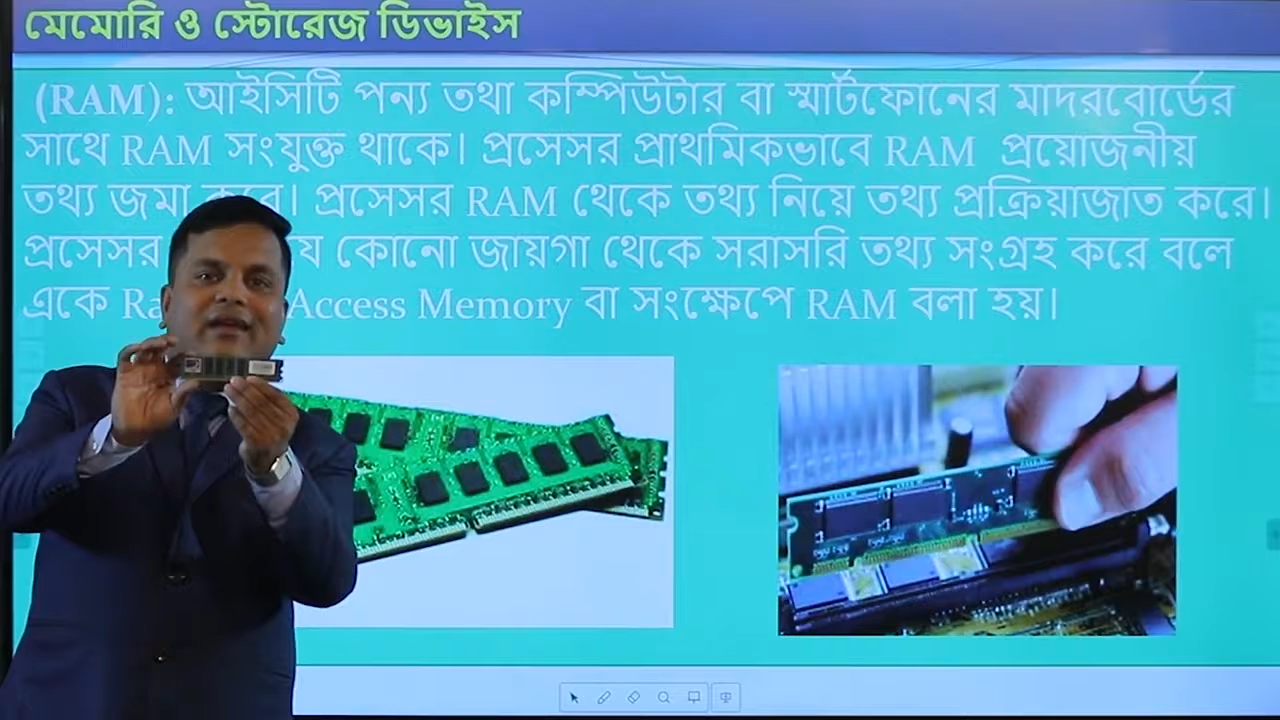 মেমোরি ও স্টোরেজ ডিভাইস
(RAM): আইসিটি পন্য তথা কম্পিউটার বা স্মার্টফোনের মাদরবোর্ডের
সাথে RAM সংযুক্ত থাকে। প্রসেসর প্রাথমিকভাবে RAM প্রয়োজনীয়
তথ্য জমা করে। প্রসেসর RAM থেকে তথ্য নিয়ে তথ্য প্রক্রিয়াজাত করে।
প্রসেসর কোনো জায়গা থেকে সরাসরি তথ্য সংগ্রহ করে বলে
একে Access Memory বা সংক্ষেপে RAM বলা হয়।